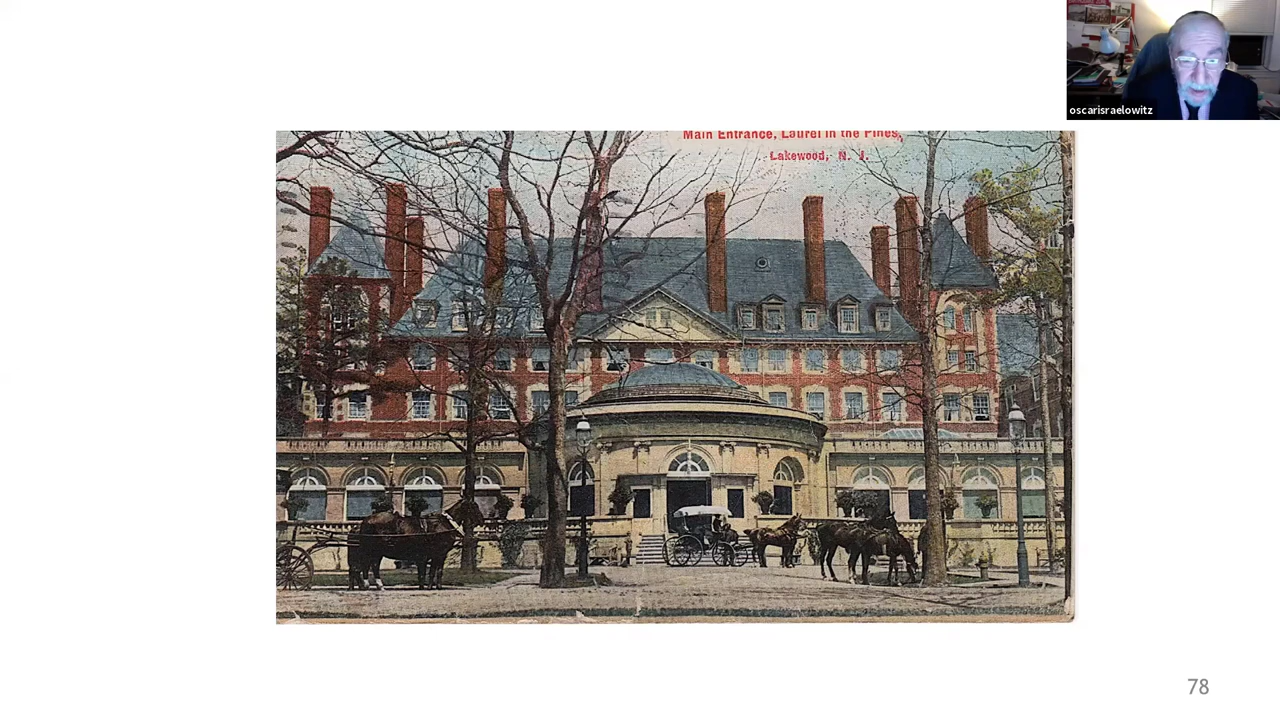 oscarisraelowitz
Main Entrance, Laurel in the Pines,
Lakewood, N. J.
78